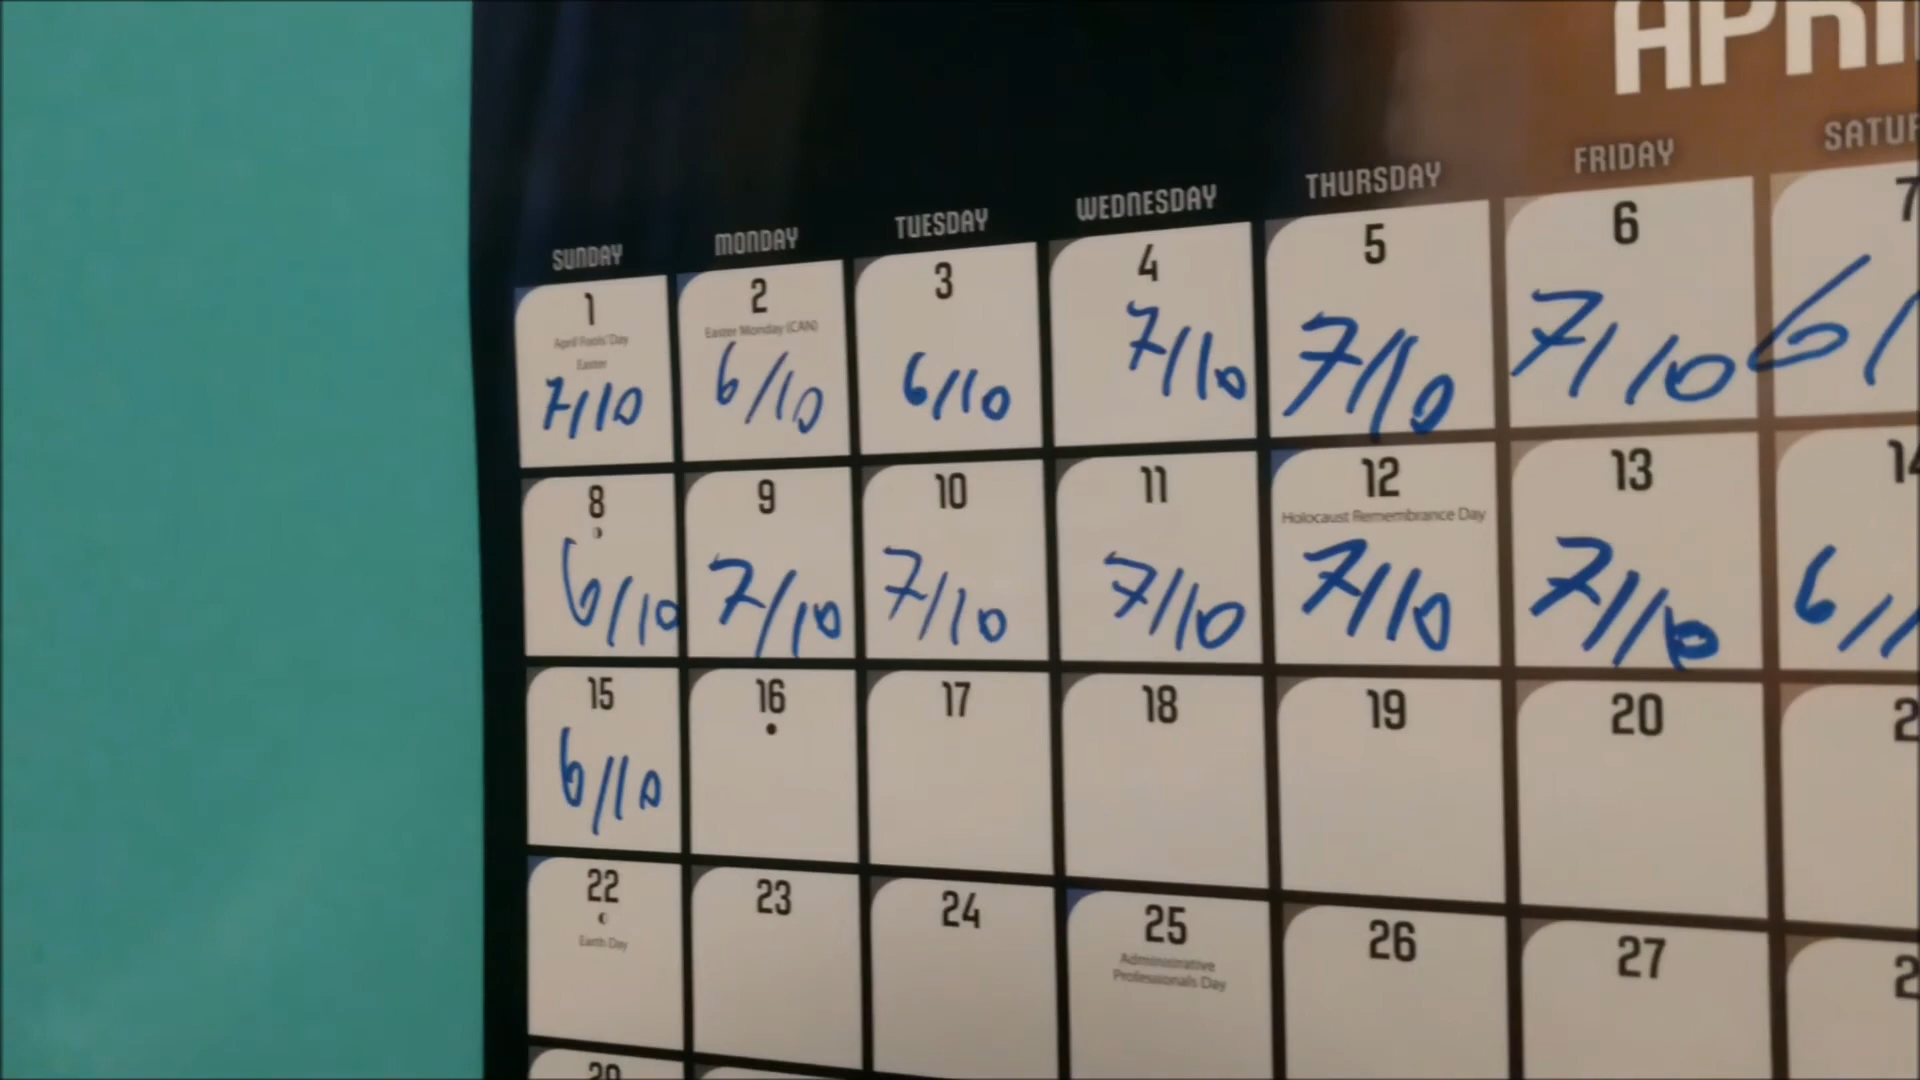 APRI
SUNDAY MONDAY TUESDAY WEDNESDAY THURSDAY FRIDAY SATUR
1 2 3 4 5 6 7
April Fools' Day
Easter
Easter Monday (CAN)
7/10 6/10 6/10 7/10 7/10 7/10 6/
8 9 10 11 12 13 14
Holocaust Remembrance Day
6/10 7/10 7/10 7/10 7/10 7/10 6/1
15 16 17 18 19 20 2
6/10
22 23 24 25 26 27 2
Earth Day
Administrative
Professionals Day
29